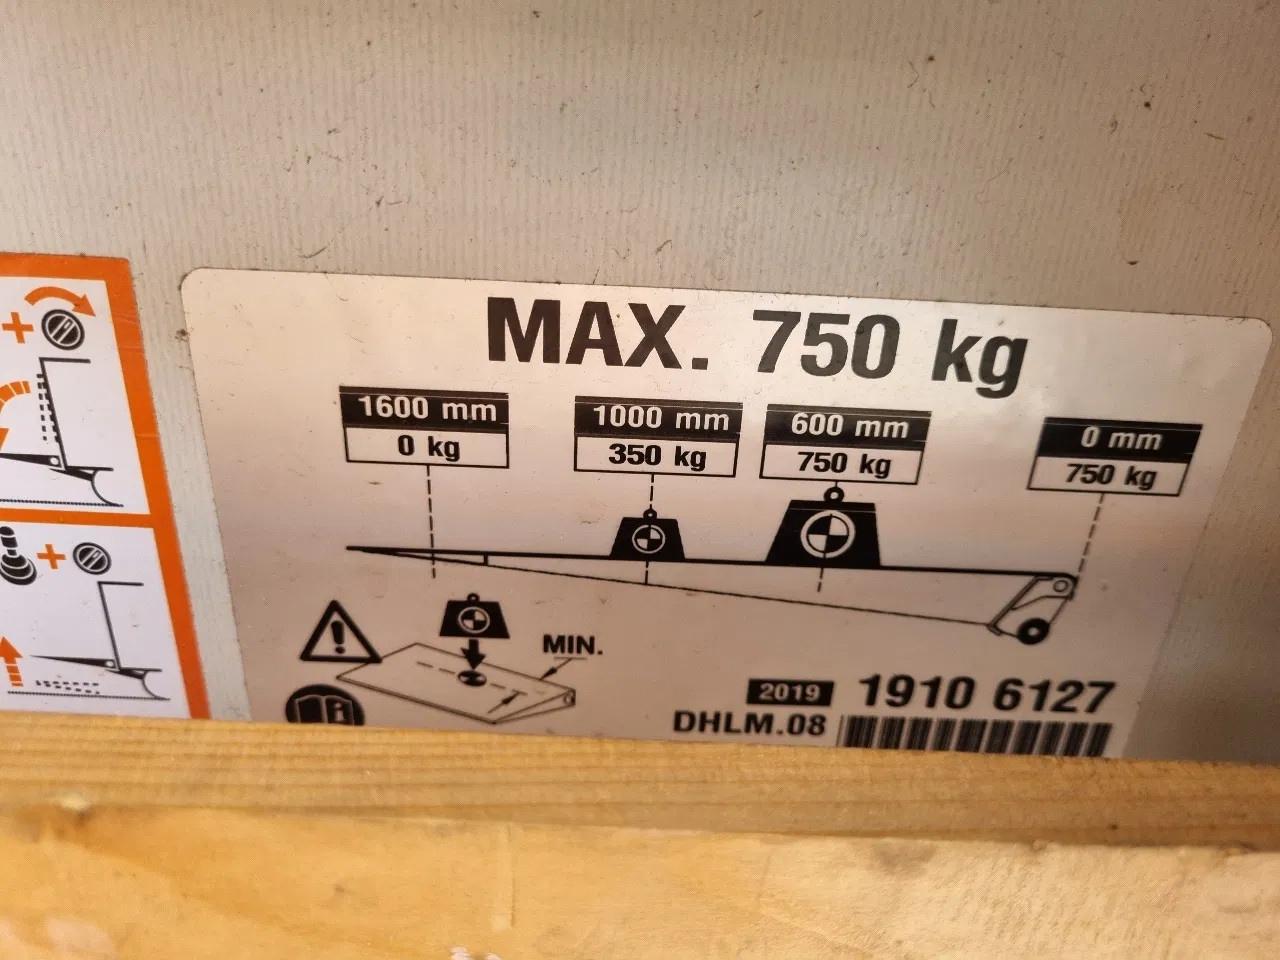 MAX. 750 kg
1600 mm
0 kg
1000 mm
350 kg
600 mm
750 kg
0 mm
750 kg
MIN.
2019 1910 6127
DHLM.08